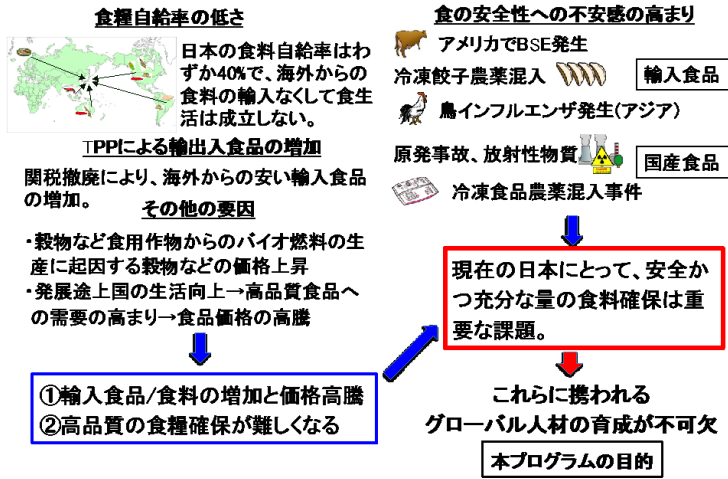 食糧自給率の低さ
日本の食料自給率はわ
ずか40%で、海外からの
食料の輸入なくして食生
活は成立しない。
TPPによる輸出入食品の増加
関税撤廃により、海外からの安い輸入食品
の増加。
その他の要因
・穀物など食用作物からのバイオ燃料の生
産に起因する穀物などの価格上昇
・発展途上国の生活向上→高品質食品へ
の需要の高まり→食品価格の高騰
①輸入食品/食料の増加と価格高騰
②高品質の食糧確保が難しくなる
食の安全性への不安感の高まり
アメリカでBSE発生
冷凍餃子農薬混入
輸入食品
鳥インフルエンザ発生(アジア)
原発事故、放射性物質
国産食品
冷凍食品農薬混入事件
現在の日本にとって、安全か
つ充分な量の食料確保は重
要な課題。
これらに携われる
グローバル人材の育成が不可欠
本プログラムの目的